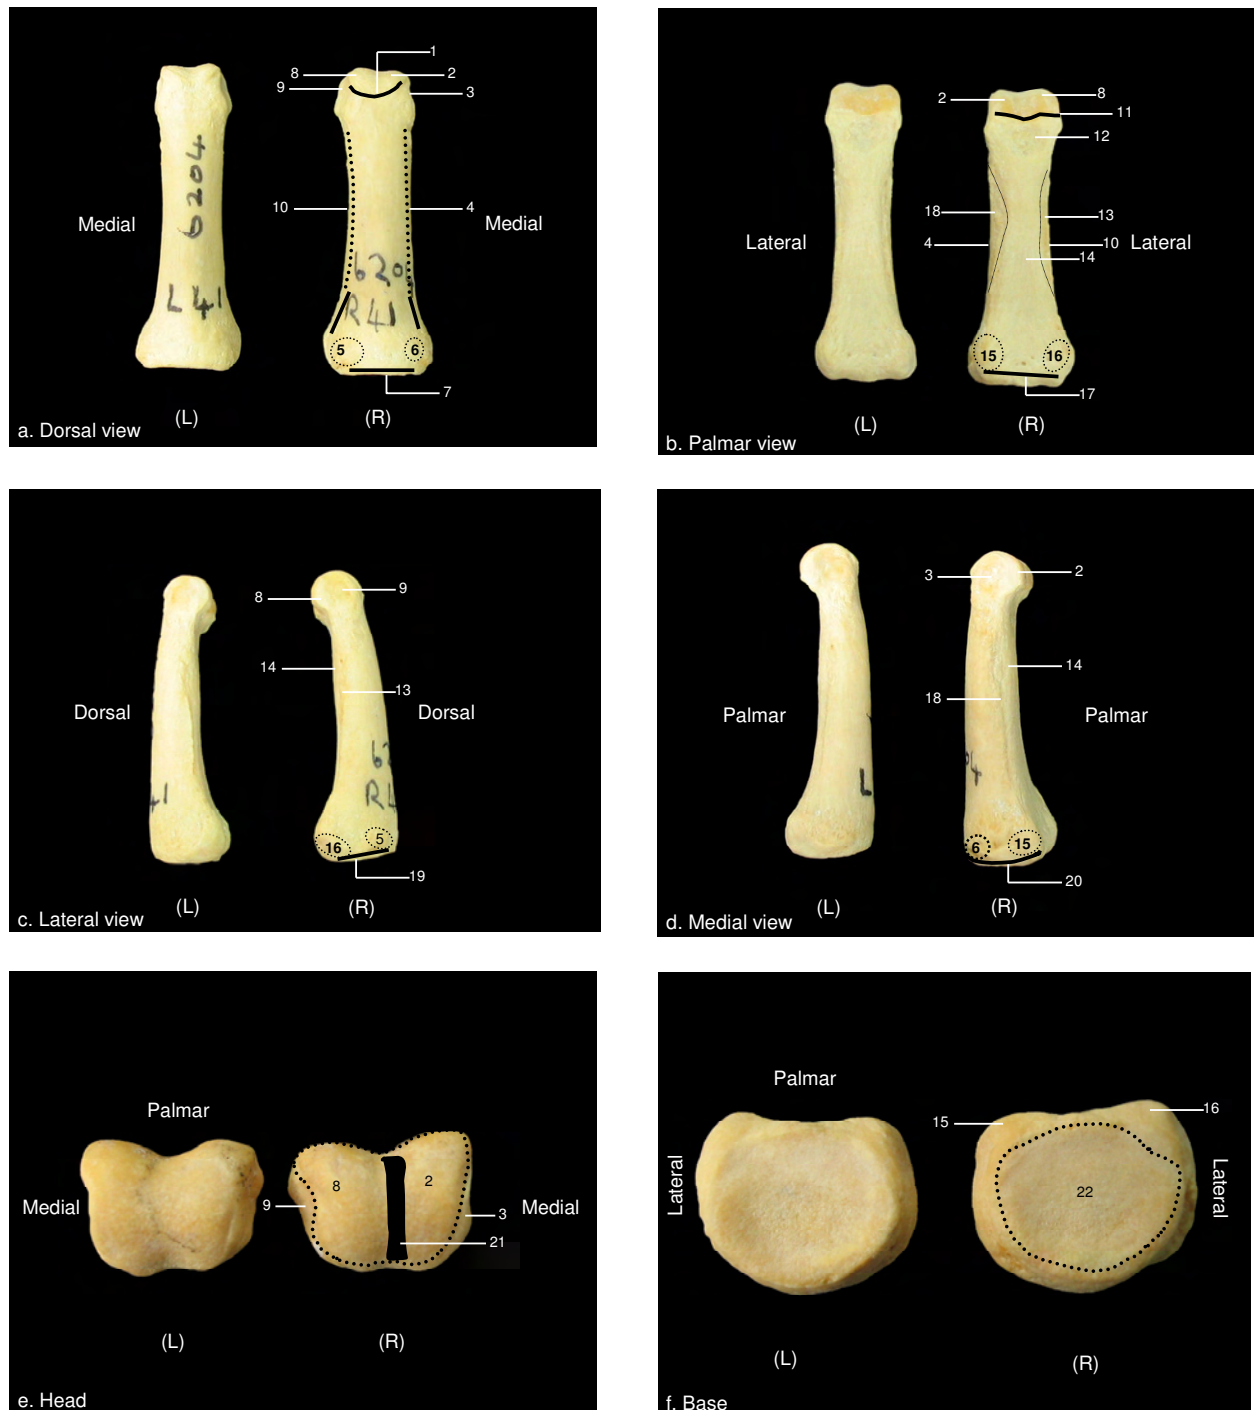 1
8
2
9
3
6204
Medial
10
4
Medial
L41
620
R41
5
6
7
(L)
(R)
a. Dorsal view
2
8
11
12
18
13
Lateral
4
10
Lateral
14
15
16
17
(L)
(R)
b. Palmar view
9
8
14
13
Dorsal
Dorsal
41
R4
16
5
19
(L)
(R)
c. Lateral view
3
2
14
18
Palmar
Palmar
L
04
6
15
20
(L)
(R)
d. Medial view
Palmar
8
2
Medial
9
3
Medial
21
(L)
(R)
e. Head
Palmar
15
16
Lateral
22
Lateral
(L)
(R)
f. Base